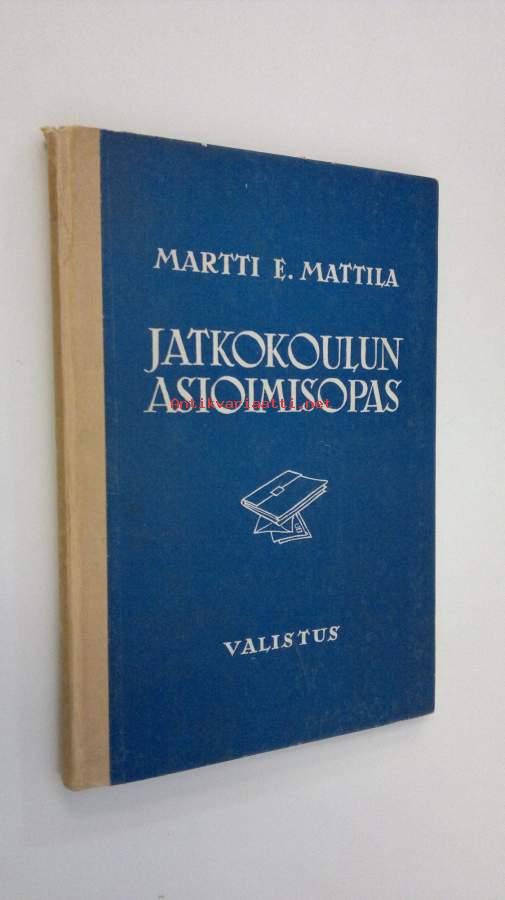 MARTTI E. MATTILA
JATKOKOULUN
ASIOIMISOPAS
Antikvariaatti.net
VALISTUS